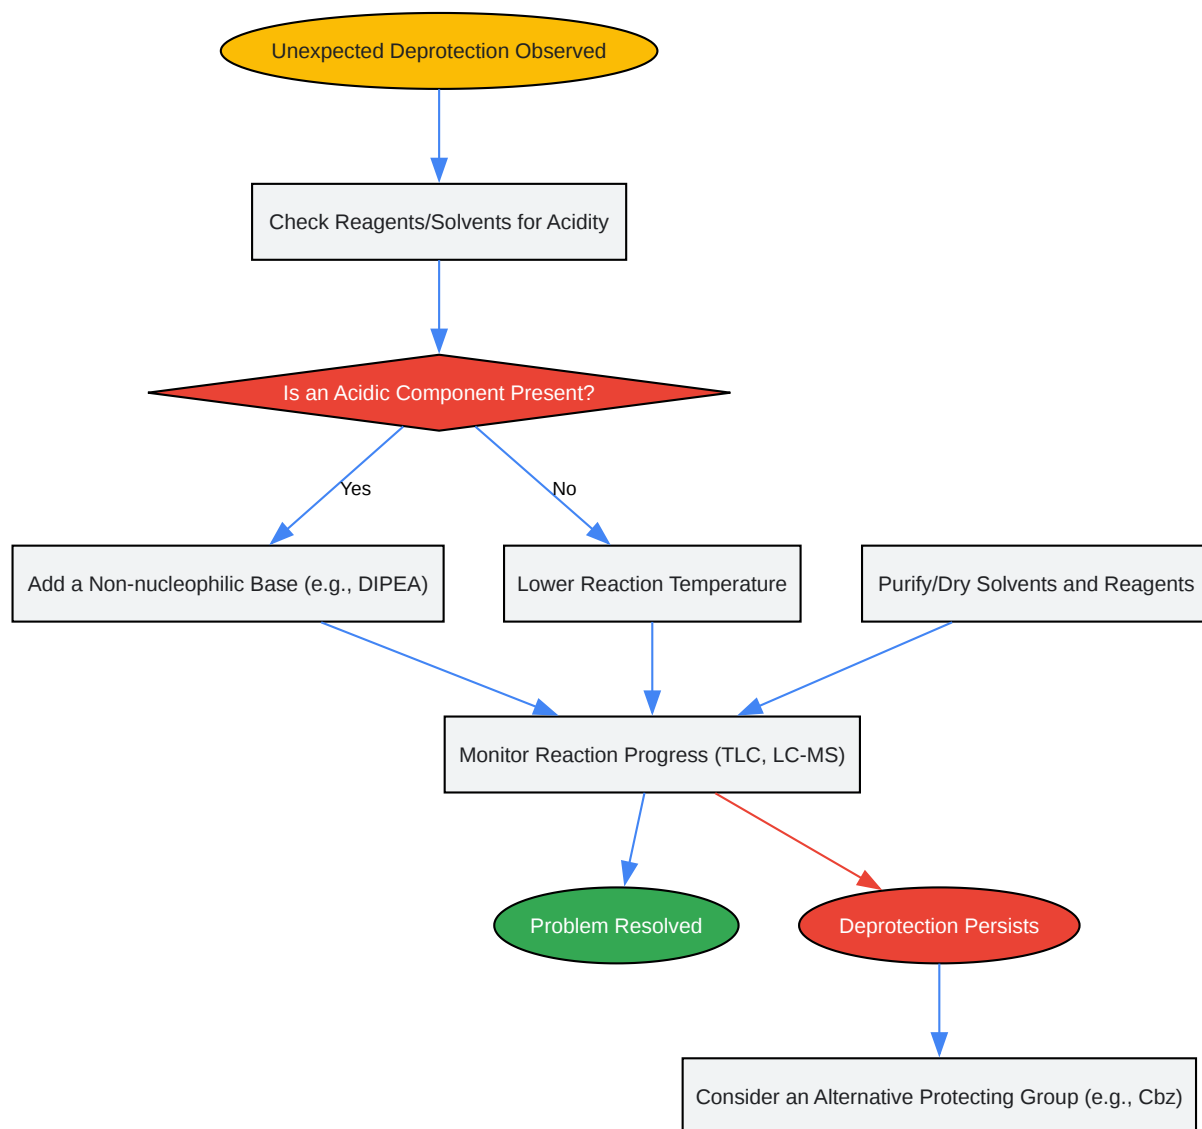 Unexpected Deprotection Observed
Check Reagents/Solvents for Acidity
Is an Acidic Component Present?
Yes
No
Add a Non-nucleophilic Base (e.g., DIPEA)
Lower Reaction Temperature
Purify/Dry Solvents and Reagents
Monitor Reaction Progress (TLC, LC-MS)
Problem Resolved
Deprotection Persists
Consider an Alternative Protecting Group (e.g., Cbz)